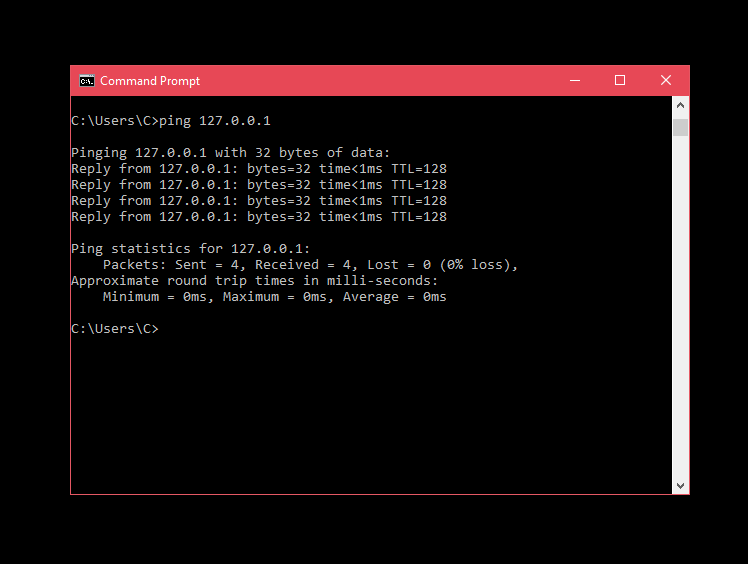 Command Prompt
C:\Users\C>ping 127.0.0.1
Pinging 127.0.0.1 with 32 bytes of data:
Reply from 127.0.0.1: bytes=32 time<1ms TTL=128
Reply from 127.0.0.1: bytes=32 time<1ms TTL=128
Reply from 127.0.0.1: bytes=32 time<1ms TTL=128
Reply from 127.0.0.1: bytes=32 time<1ms TTL=128
Ping statistics for 127.0.0.1:
    Packets: Sent = 4, Received = 4, Lost = 0 (0% loss),
Approximate round trip times in milli-seconds:
    Minimum = 0ms, Maximum = 0ms, Average = 0ms
C:\Users\C>